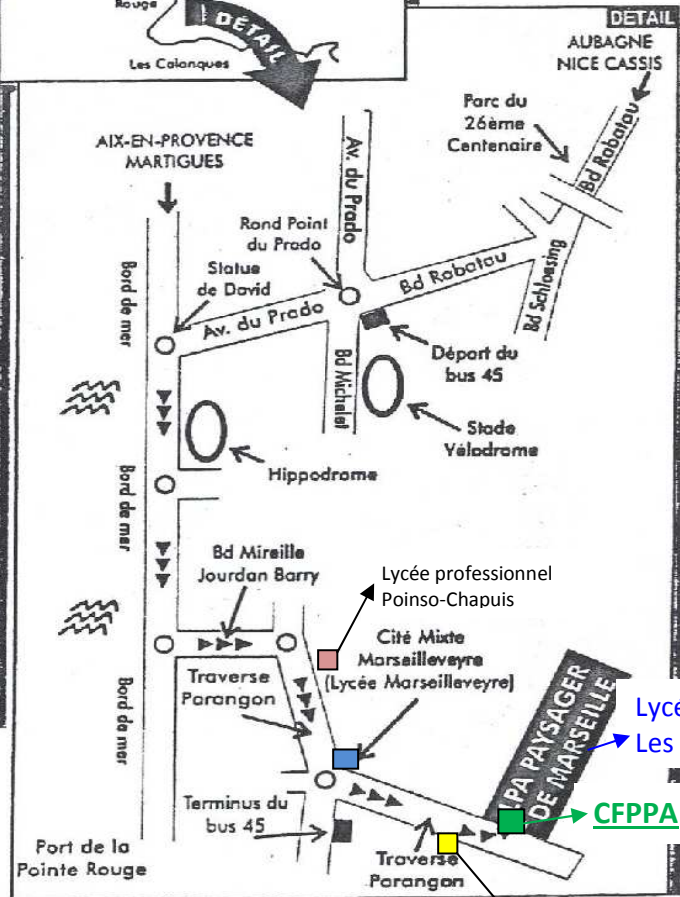 Rouge
DÉTAIL
Les Calanques
DÉTAIL
AUBAGNE
NICE CASSIS
Parc du
26ème
Centenaire
Bd Rabatau
AIX-EN-PROVENCE
MARTIGUES
Av. du Prado
Rond Point
du Prado
Statue
de David
Bord de mer
Av. du Prado
Bd Rabatau
Bd Schloesing
Départ du
bus 45
Bd Michelet
Stade
Vélodrome
Hippodrome
Bord de mer
Bd Mireille
Jourdan Barry
Lycée professionnel
Poinso-Chapuis
Cité Mixte
Marseilleveyre
(Lycée Marseilleveyre)
Traverse
Parangon
Bord de mer
LPA PAYSAGER
DE MARSEILLE
Lycé
Les
CFPPA
Terminus du
bus 45
Port de la
Pointe Rouge
Traverse
Parangon